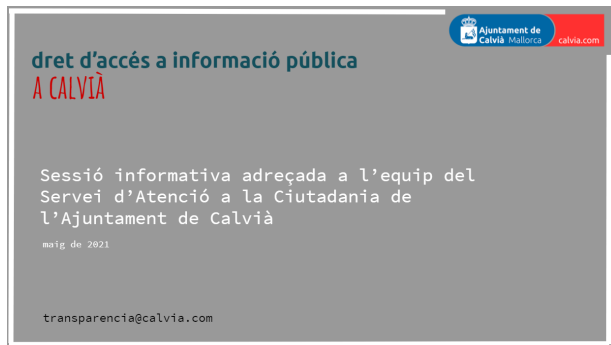 Ajuntament de
Calvià Mallorca
calvia.com
dret d’accés a informació pública
A CALVIÀ
Sessió informativa adreçada a l’equip del
Servei d’Atenció a la Ciutadania de
l’Ajuntament de Calvià
maig de 2021
transparencia@calvia.com